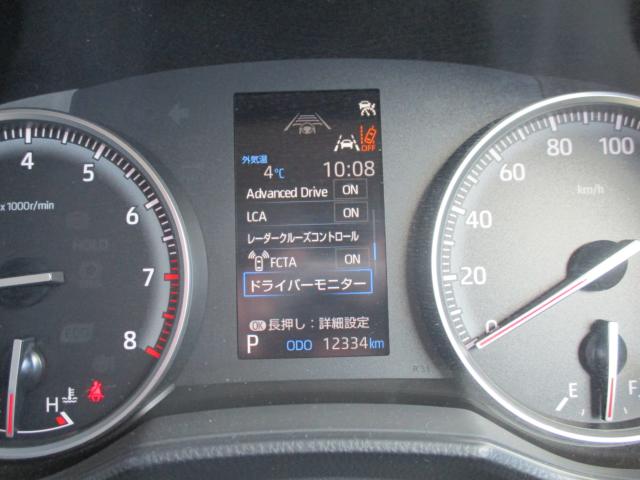 4
5
6
7
8
x 1000r/min
HOLD
H
OFF
外気温
4℃
10:08
Advanced Drive ON
LCA ON
レーダークルーズコントロール
FCTA ON
ドライバーモニター
OK 長押し：詳細設定
P ODO 12334km
0
20
40
60
80
100
km/h
E
F